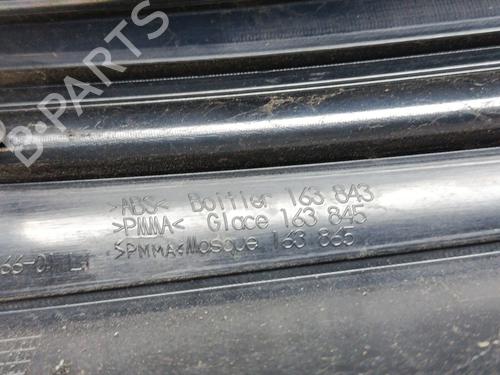 B-PARTS
>ABS< Boitier 163 843
>PMMA< Glace 163 845
>PMMA<Masque 163 865